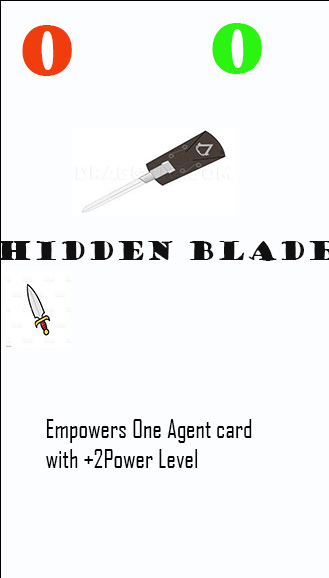 0 0
HIDDEN BLADE
Empowers One Agent card
with +2Power Level